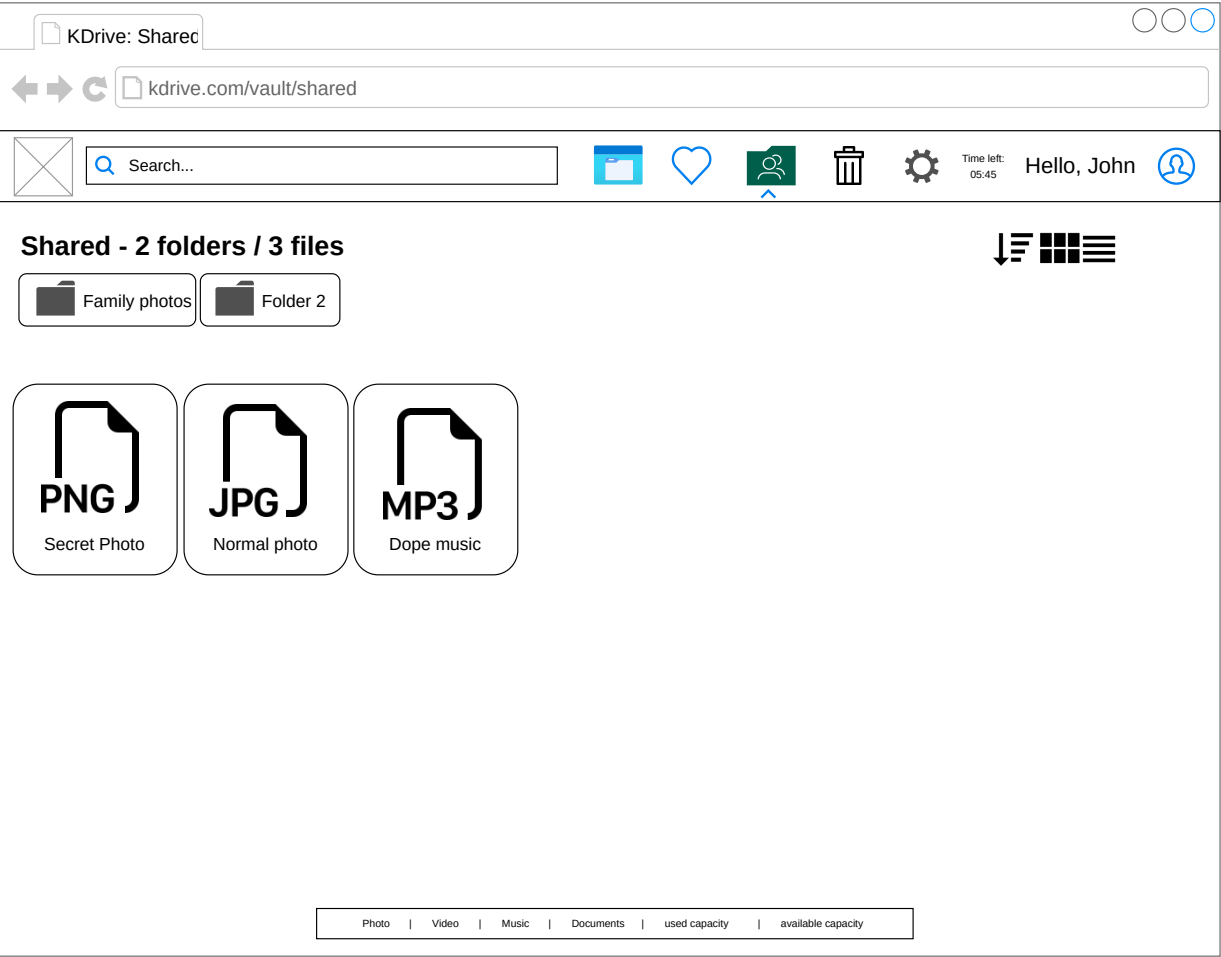 KDrive: Shared
kdrive.com/vault/shared
Search...
Time left:
05:45
Hello, John
Shared - 2 folders / 3 files
Family photos
Folder 2
PNG
Secret Photo
JPG
Normal photo
MP3
Dope music
Photo | Video | Music | Documents | used capacity | available capacity